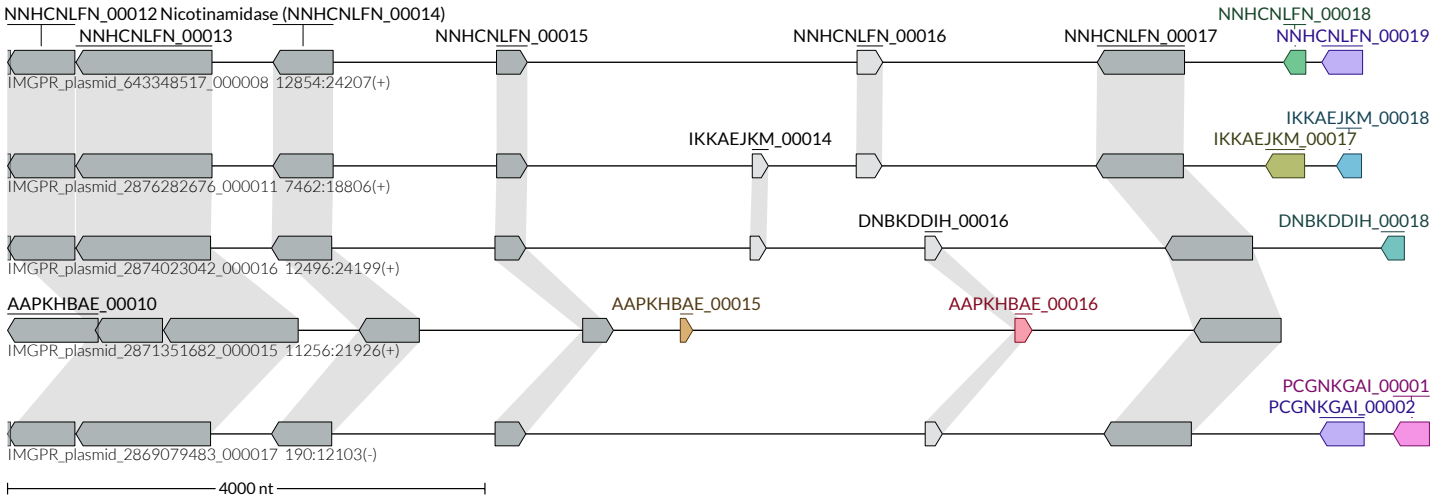 NNHCNLFN_00012 Nicotinamidase (NNHCNLFN_00014)
NNHCNLFN_00018
NNHCNLFN_00013
NNHCNLFN_00015
NNHCNLFN_00016
NNHCNLFN_00017
NNHCNLFN_00019
IMGPR_plasmid_643348517_000008 12854:24207(+)
IKKAEJKM_00018
IKKAEJKM_00014
IKKAEJKM_00017
IMGPR_plasmid_2876282676_000011 7462:18806(+)
DNBKDDIH_00016
DNBKDDIH_00018
IMGPR_plasmid_2874023042_000016 12496:24199(+)
AAPKHBAE_00010
AAPKHBAE_00015
AAPKHBAE_00016
IMGPR_plasmid_2871351682_000015 11256:21926(+)
PCGNKGAI_00001
PCGNKGAI_00002
IMGPR_plasmid_2869079483_000017 190:12103(-)
4000 nt